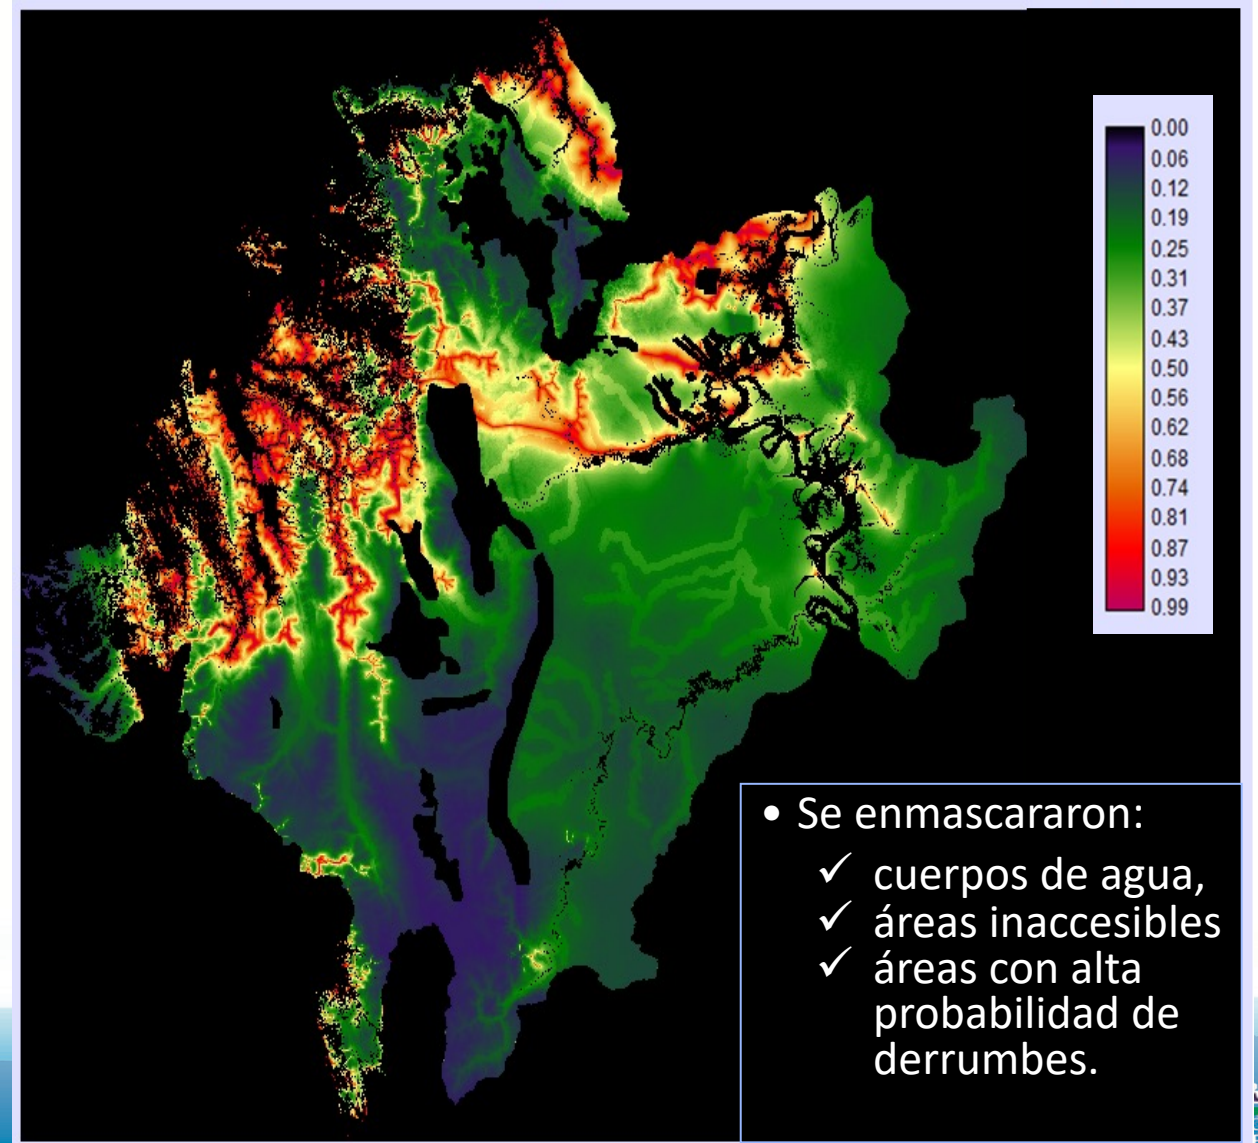 0.00
0.06
0.12
0.19
0.25
0.31
0.37
0.43
0.50
0.56
0.62
0.68
0.74
0.81
0.87
0.93
0.99
• Se enmascararon:
✓ cuerpos de agua,
✓ áreas inaccesibles
✓ áreas con alta
probabilidad de
derrumbes.